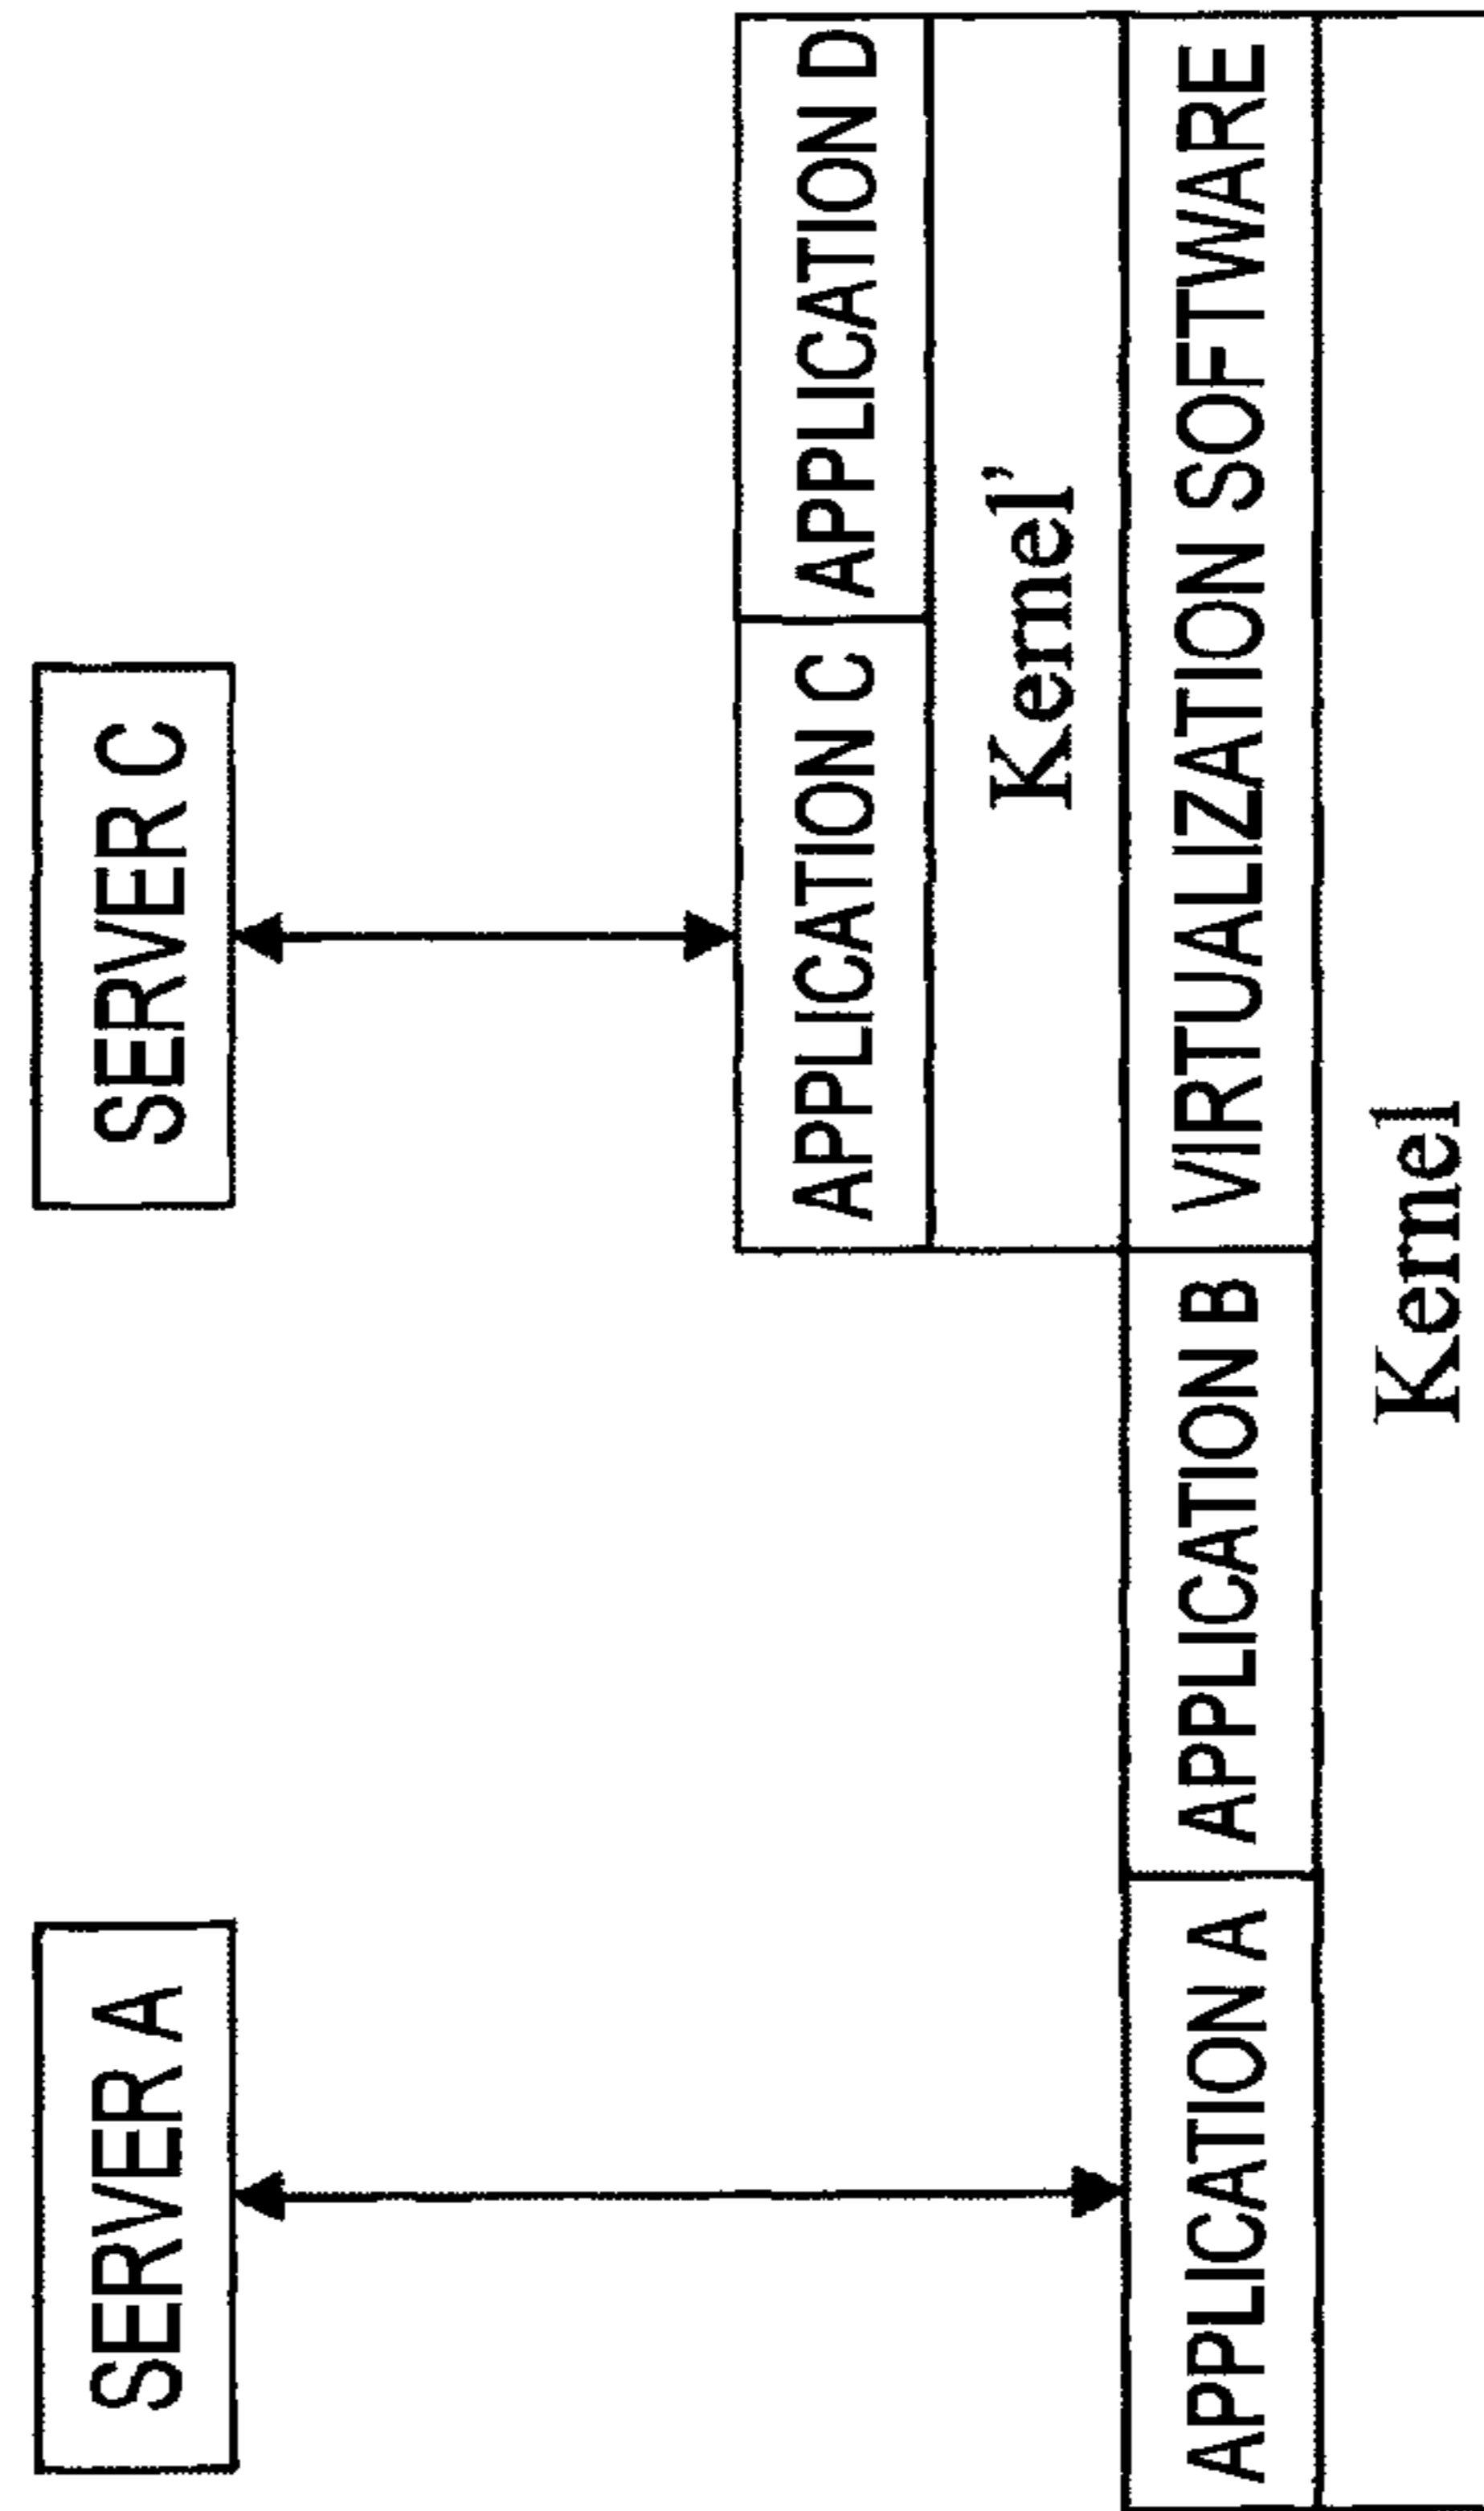 SERVER A
SERVER C
APPLICATION C
APPLICATION D
Kernel’
APPLICATION A
APPLICATION B
VIRTUALIZATION SOFTWARE
Kernel